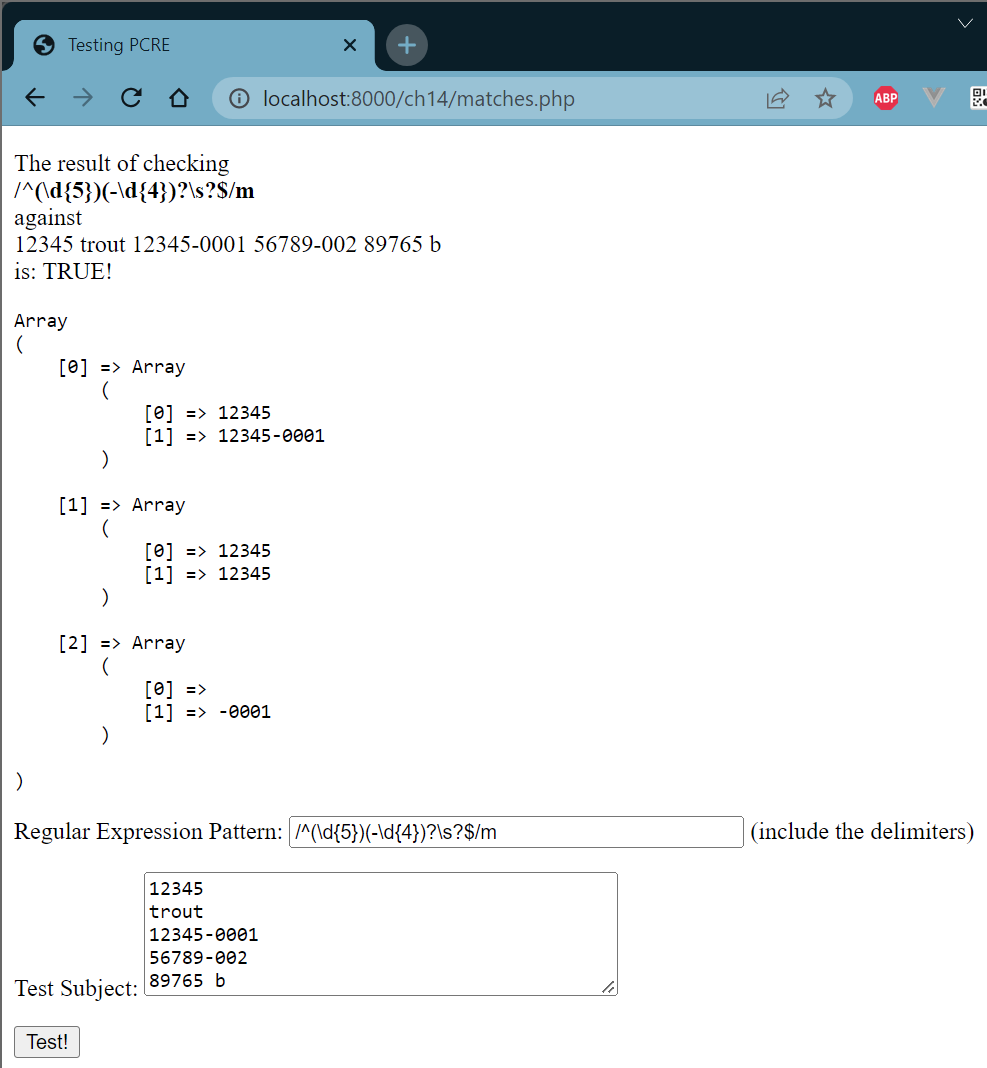 Testing PCRE
localhost:8000/ch14/matches.php
ABP
The result of checking
/^(\d{5})(-\d{4})?\s?$/m
against
12345 trout 12345-0001 56789-002 89765 b
is: TRUE!
Array
(
    [0] => Array
        (
            [0] => 12345
            [1] => 12345-0001
        )
    [1] => Array
        (
            [0] => 12345
            [1] => 12345
        )
    [2] => Array
        (
            [0] =>
            [1] => -0001
        )
)
Regular Expression Pattern: /^(\d{5})(-\d{4})?\s?$/m (include the delimiters)
12345
trout
12345-0001
56789-002
89765 b
Test Subject:
Test!